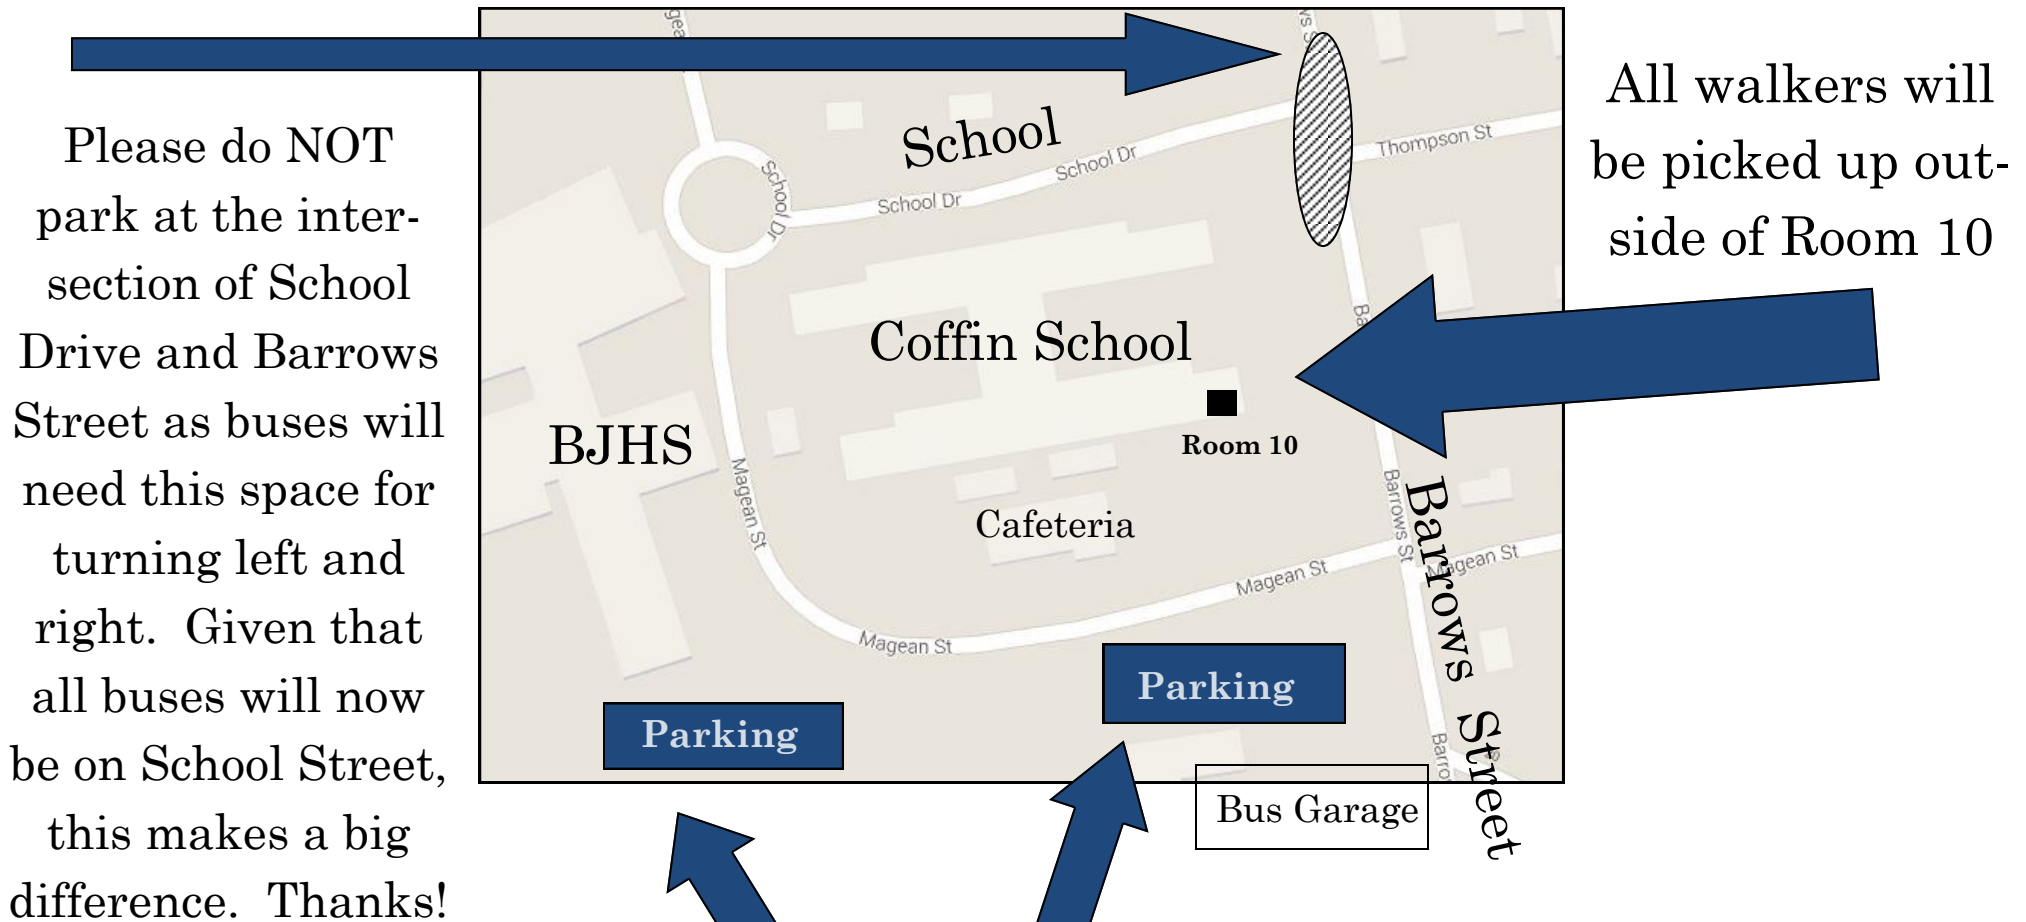 Please do NOT
park at the inter-
section of School
Drive and Barrows
Street as buses will
need this space for
turning left and
right.  Given that
all buses will now
be on School Street,
this makes a big
difference.  Thanks!
School
School Dr
School Dr
School Dr
Thompson St
Coffin School
BJHS
Room 10
Cafeteria
Magean St
Magean St
Magean St
Magean St
Barrows St
Barrows Street
Parking
Parking
Bus Garage
All walkers will
be picked up out-
side of Room 10